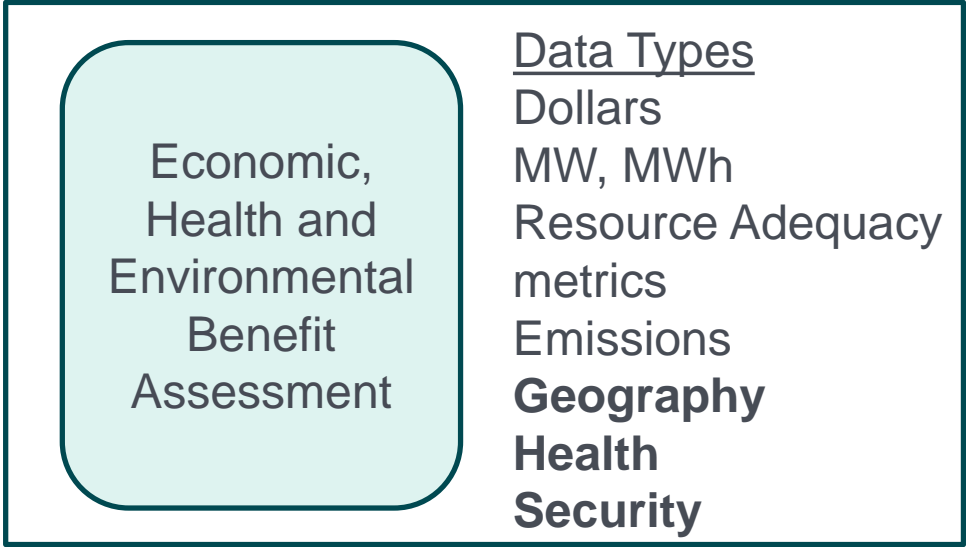 Economic,
Health and
Environmental
Benefit
Assessment
Data Types
Dollars
MW, MWh
Resource Adequacy
metrics
Emissions
Geography
Health
Security